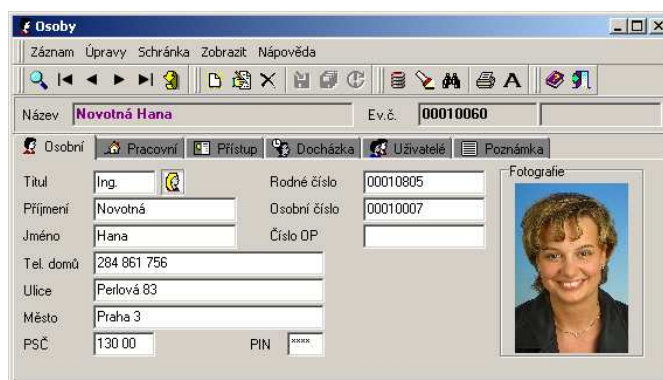 Osoby
Záznam Úpravy Schránka Zobrazit Nápověda
Název Novotná Hana Ev.č. 00010060
Osobní Pracovní Přístup Docházka Uživatelé Poznámka
Titul Ing. Rodné číslo 00010805 Fotografie
Příjmení Novotná Osobní číslo 00010007
Jméno Hana Číslo OP
Tel. domů 284 861 756
Ulice Perlová 83
Město Praha 3
PSČ 130 00 PIN ****